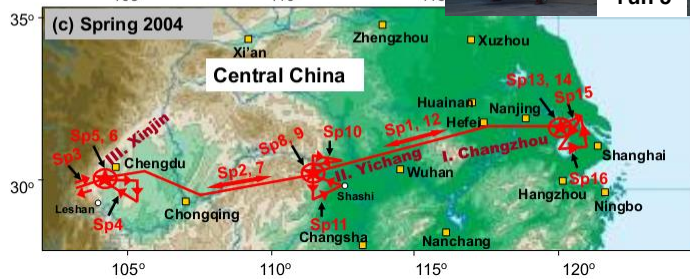 35°
(c) Spring 2004
Zhengzhou
Xi'an
Xuzhou
Central China
Sp13, 14
Sp15
Huainan
Nanjing
Hefei
Sp1, 12
Sp10
Sp8, 9
III. Xinjin
Sp5, 6
Sp3
Chengdu
Sp2, 7
II. Yichang
I. Changzhou
Shanghai
Wuhan
Sp16
30°
Shashi
Hangzhou
Ningbo
Leshan
Chongqing
Sp4
Sp11
Changsha
Nanchang
105°
110°
115°
120°